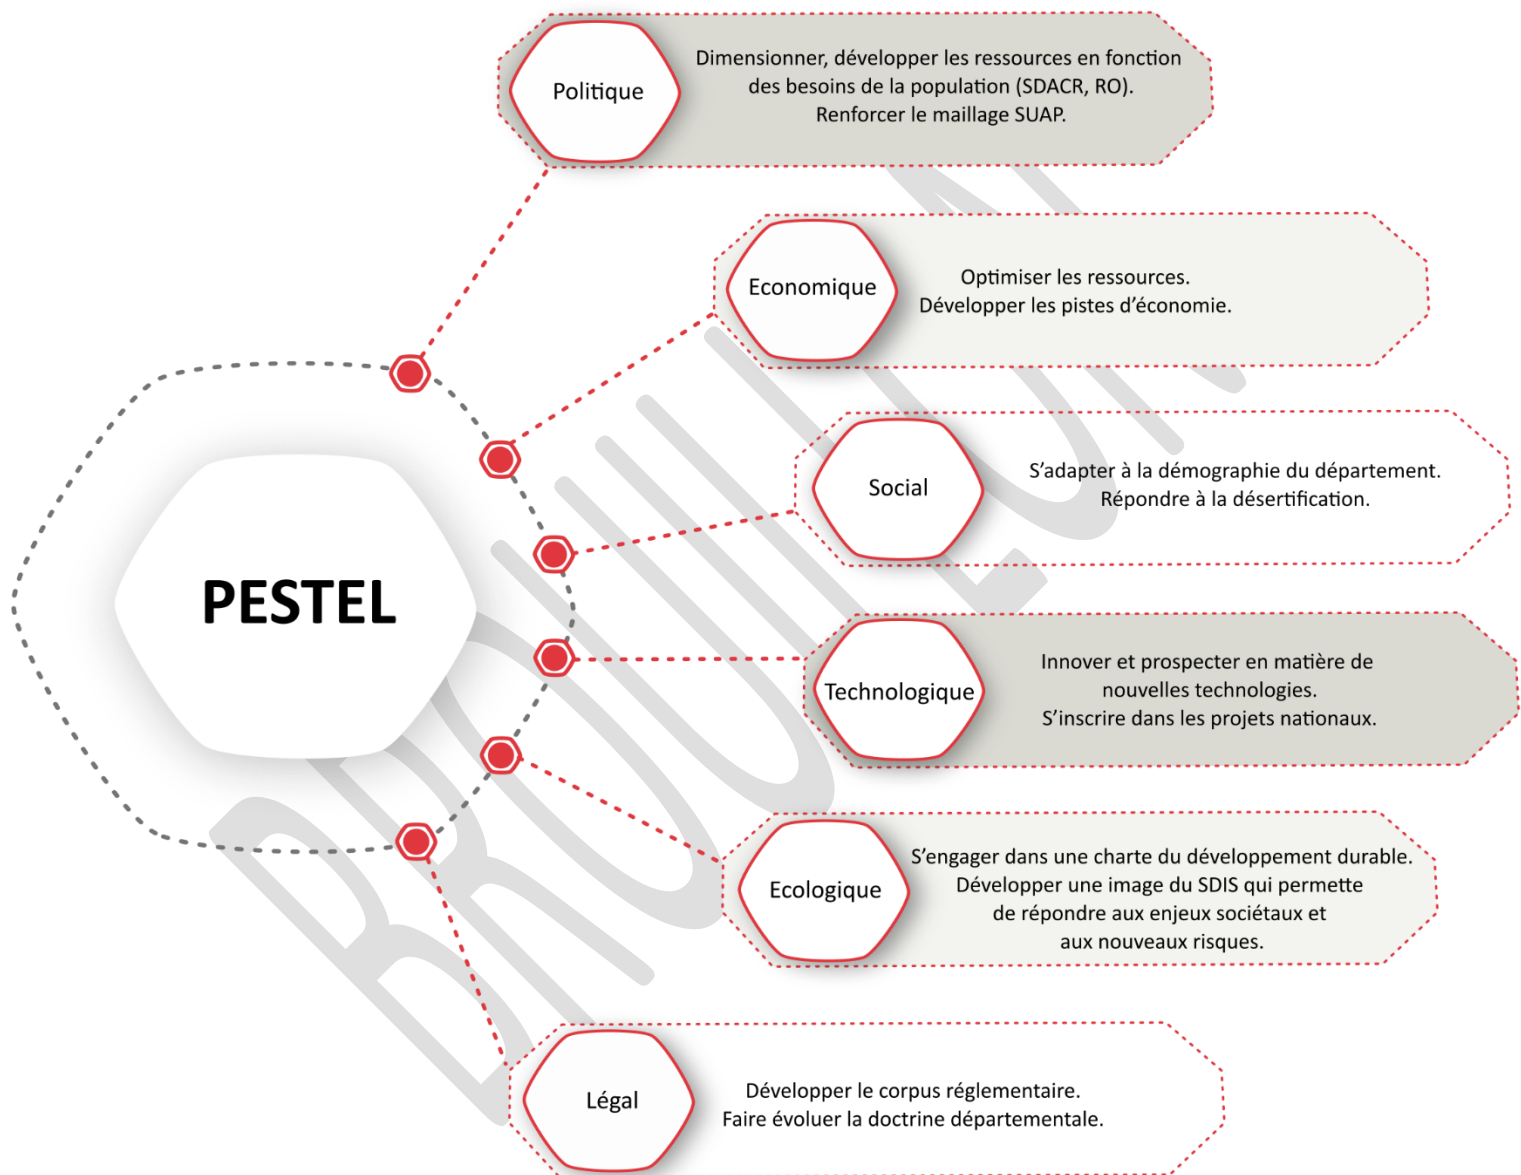 Politique
Dimensionner, développer les ressources en fonction
des besoins de la population (SDACR, RO).
Renforcer le maillage SUAP.
Economique
Optimiser les ressources.
Développer les pistes d’économie.
Social
S’adapter à la démographie du département.
Répondre à la désertification.
PESTEL
Technologique
Innover et prospecter en matière de
nouvelles technologies.
S’inscrire dans les projets nationaux.
Ecologique
S’engager dans une charte du développement durable.
Développer une image du SDIS qui permette
de répondre aux enjeux sociétaux et
aux nouveaux risques.
Légal
Développer le corpus réglementaire.
Faire évoluer la doctrine départementale.
BROUILLON